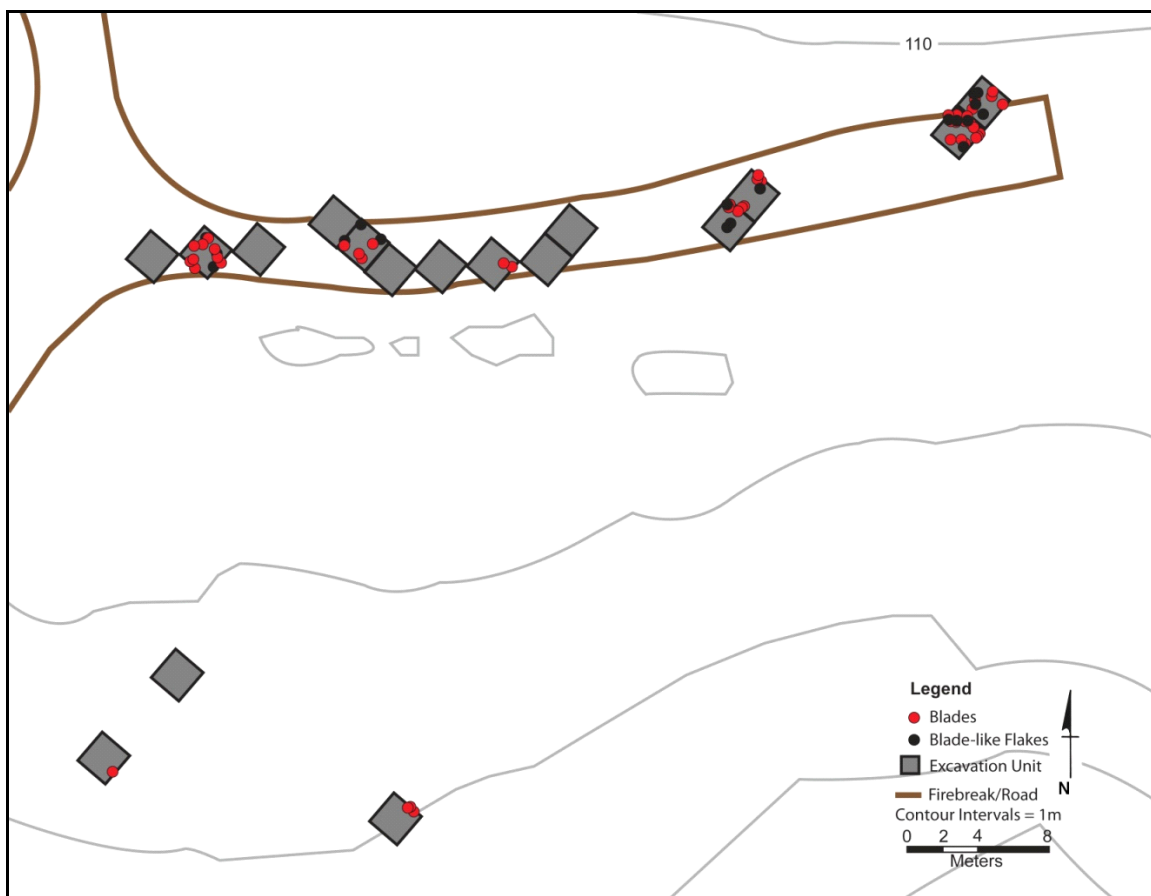 110
Legend
Blades
Blade-like Flakes
Excavation Unit
Firebreak/Road
Contour Intervals = 1m
0 2 4 8
Meters
N